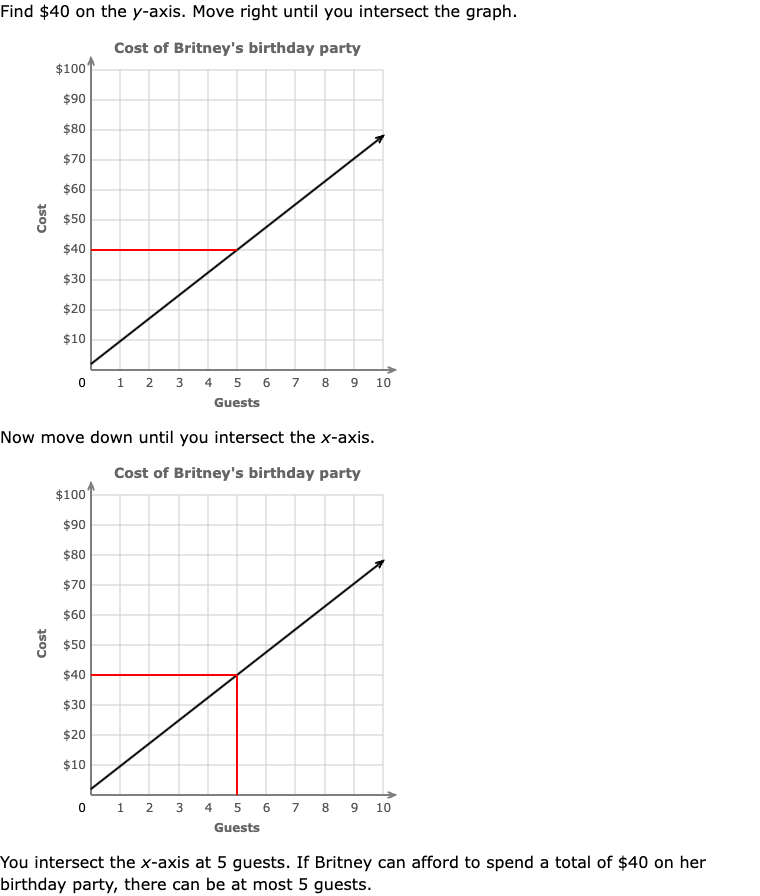 Find $40 on the y-axis. Move right until you intersect the graph.
Cost of Britney's birthday party
$100
$90
$80
$70
$60
$50
$40
$30
$20
$10
Cost
0 1 2 3 4 5 6 7 8 9 10
Guests
Now move down until you intersect the x-axis.
Cost of Britney's birthday party
$100
$90
$80
$70
$60
$50
$40
$30
$20
$10
Cost
0 1 2 3 4 5 6 7 8 9 10
Guests
You intersect the x-axis at 5 guests. If Britney can afford to spend a total of $40 on her
birthday party, there can be at most 5 guests.